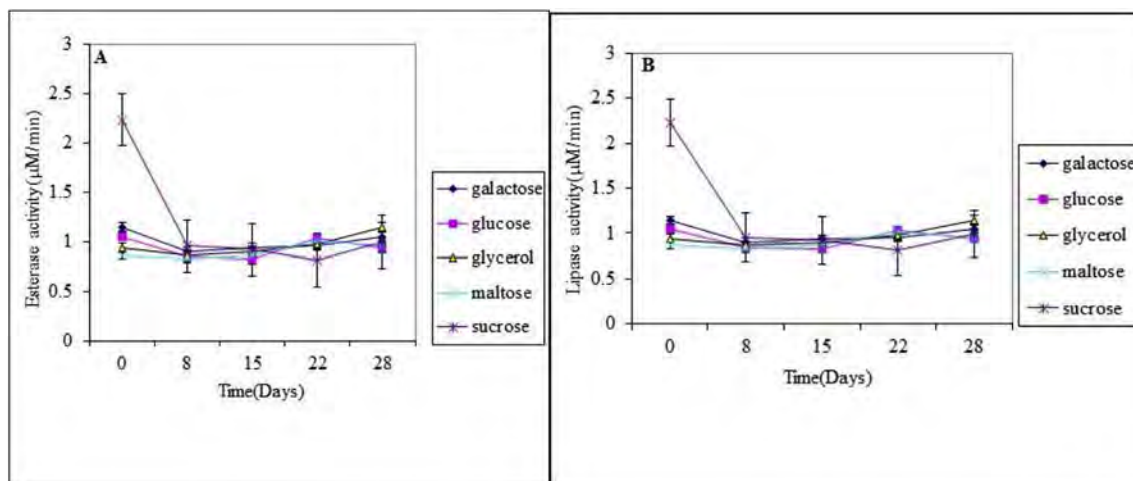 A
3
2.5
2
1.5
1
0.5
0
Esterase activity(µM/min)
0 8 15 22 28
Time(Days)
galactose
glucose
glycerol
maltose
sucrose
B
3
2.5
2
1.5
1
0.5
0
Lipase activity(µM/min)
0 8 15 22 28
Time(Days)
galactose
glucose
glycerol
maltose
sucrose